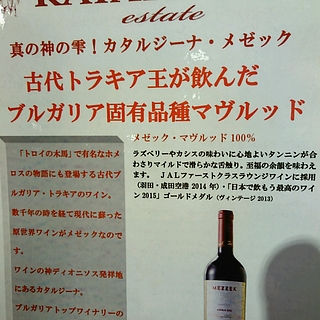 estate
真の神の雫！カタルジーナ・メゼック
古代トラキア王が飲んだ
ブルガリア固有品種マヴルッド
メゼック・マヴルッド 100%
ラズベリーやカシスの味わいに心地よいタンニンが合
わさりマイルドで滑らかな舌触り。至福の余韻を味わえ
ます。 ＪＡＬファーストクラスラウンジワインに採用
（羽田・成田空港 2014 年）・「日本で飲もう最高のワイ
ン 2015」ゴールドメダル（ヴィンテージ 2013）
「トロイの木馬」で有名なホメ
ロスの物語にも登場する古代ブ
ルガリア・トラキアのワイン。
数千年の時を経て現代に蘇った
原世界ワインがメゼックなので
す。
ワインの神ディオニソス発祥地
にあるカタルジーナ。
ブルガリアトップワイナリーの
MEZZEK